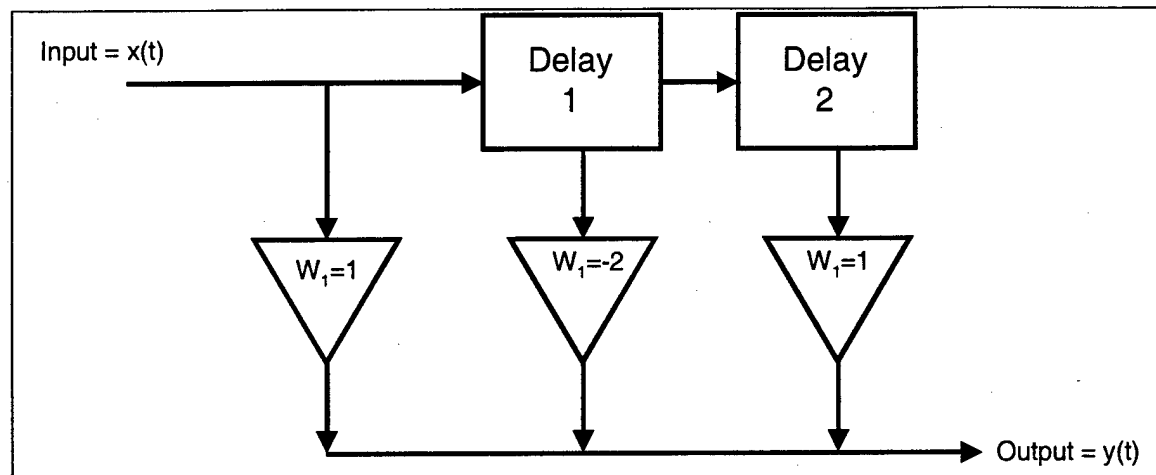 Input = x(t)
Delay
1
Delay
2
W₁=1
W₁=-2
W₁=1
Output = y(t)